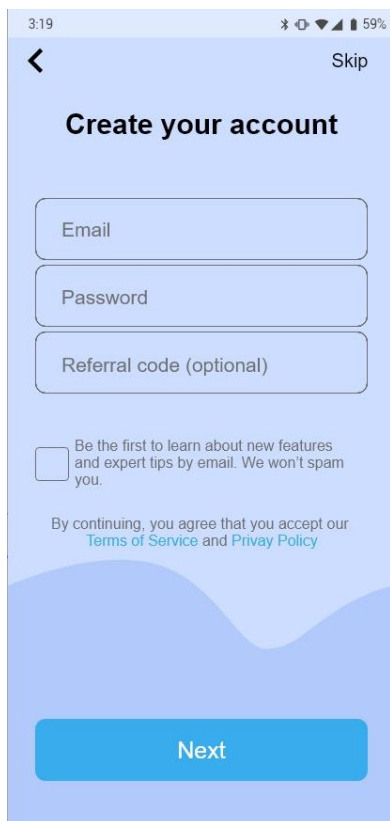 3:19
59%
Skip
Create your account
Email
Password
Referral code (optional)
Be the first to learn about new features
and expert tips by email. We won't spam
you.
By continuing, you agree that you accept our
Terms of Service and Privay Policy
Next